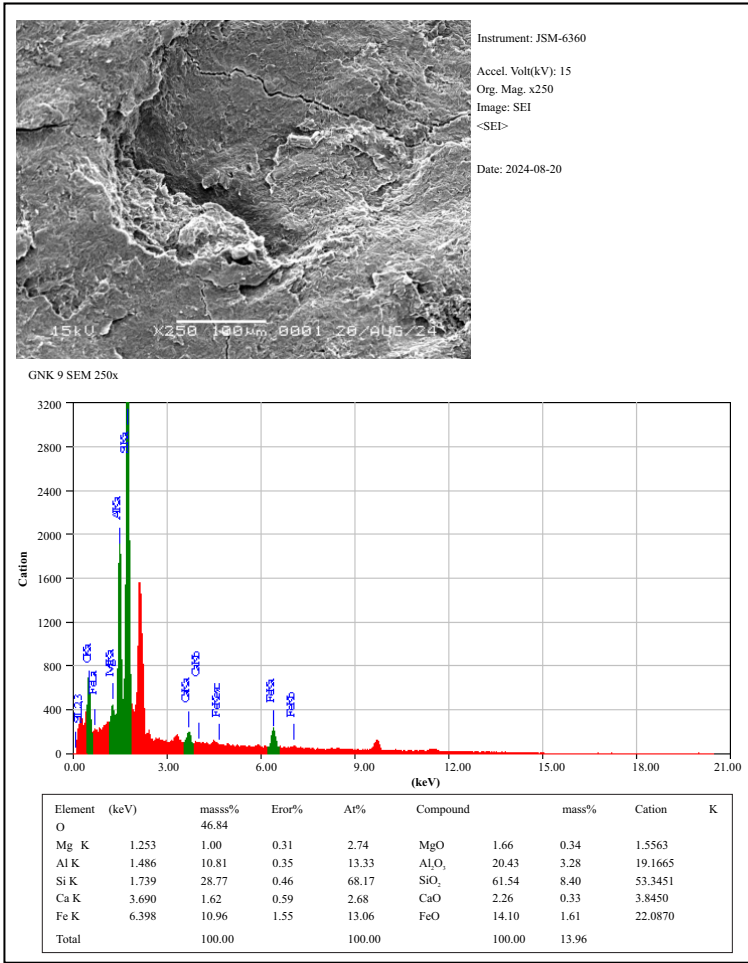 Instrument: JSM-6360
Accel. Volt(kV): 15
Org. Mag. x250
Image: SEI
<SEI>
Date: 2024-08-20
15kV X250 100µm 0001 26/AUG/24
GNK 9 SEM 250x
3200
2800
2400
2000
1600
1200
800
400
0
Cation
SiL2,3
OKa
FeLa
MgKa
AlKa
SiKa
CaKa
CaKb
FeKesc
FeKa
FeKb
0.00 3.00 6.00 9.00 12.00 15.00 18.00 21.00
(keV)
Element (keV) masss% Eror% At% Compound mass% Cation K
O 46.84
Mg K 1.253 1.00 0.31 2.74 MgO 1.66 0.34 1.5563
Al K 1.486 10.81 0.35 13.33 Al₂O₃ 20.43 3.28 19.1665
Si K 1.739 28.77 0.46 68.17 SiO₂ 61.54 8.40 53.3451
Ca K 3.690 1.62 0.59 2.68 CaO 2.26 0.33 3.8450
Fe K 6.398 10.96 1.55 13.06 FeO 14.10 1.61 22.0870
Total 100.00 100.00 100.00 13.96